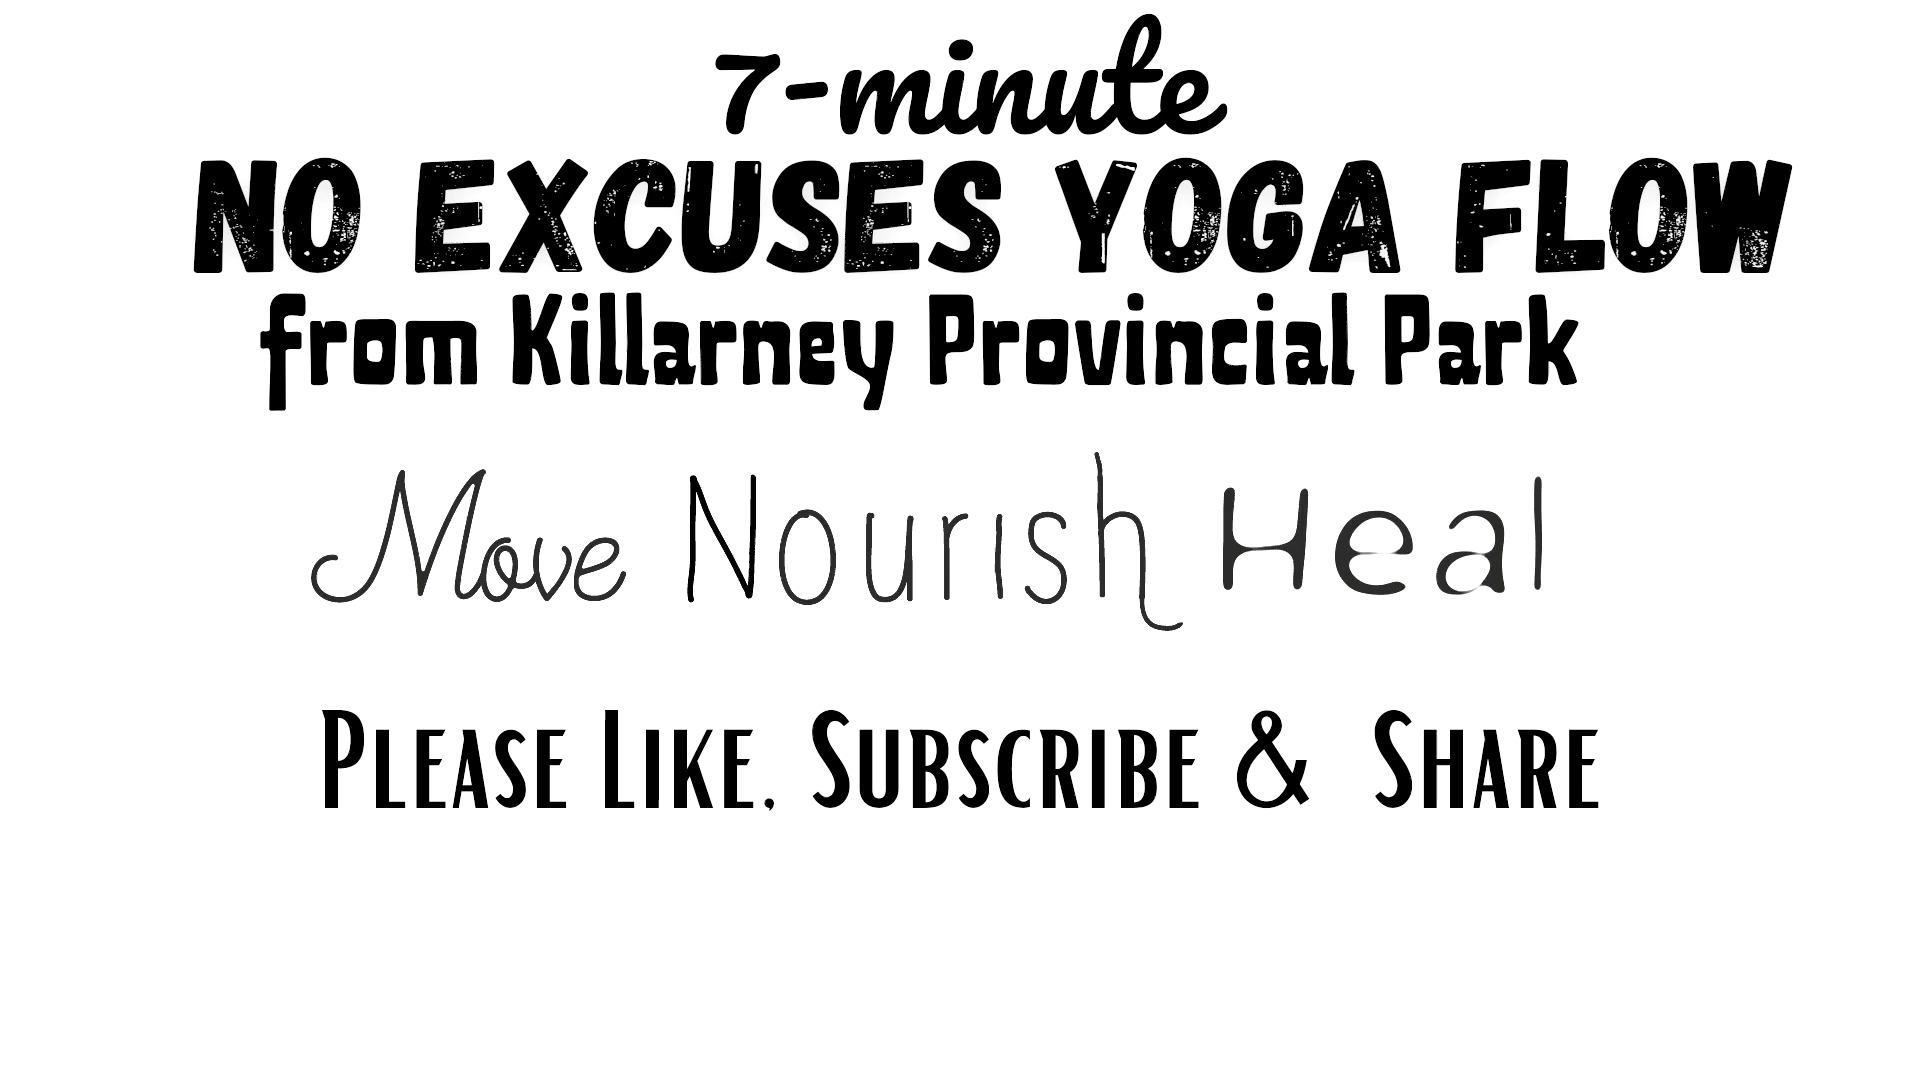 7-minute
NO EXCUSES YOGA FLOW
from Killarney Provincial Park
Move Nourish Heal
Please Like, Subscribe & Share